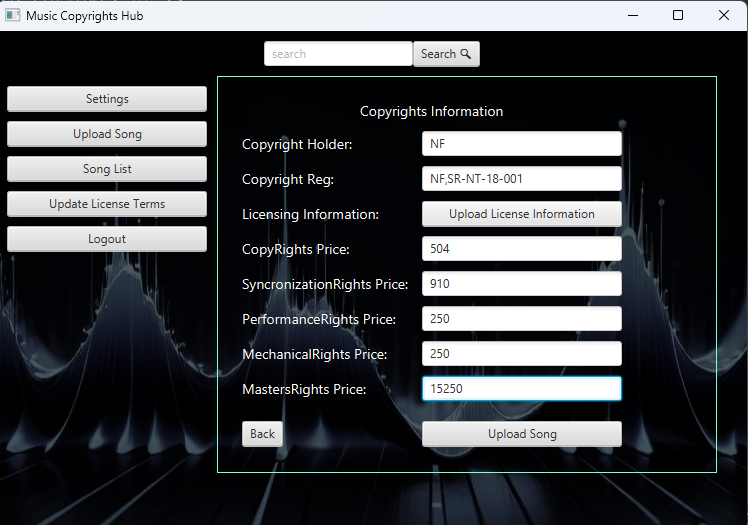 Music Copyrights Hub
search Search
Settings
Upload Song
Song List
Update License Terms
Logout
Copyrights Information
Copyright Holder: NF
Copyright Reg: NF,SR-NT-18-001
Licensing Information: Upload License Information
CopyRights Price: 504
SyncronizationRights Price: 910
PerformanceRights Price: 250
MechanicalRights Price: 250
MastersRights Price: 15250
Back Upload Song